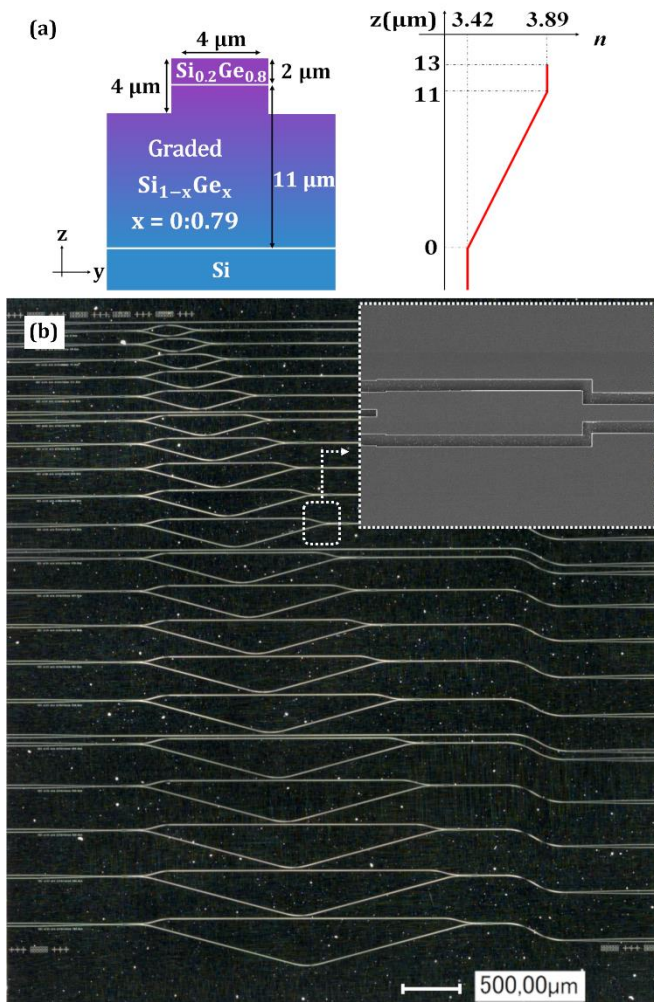 (a)
4 μm
Si0.2Ge0.8
2 μm
4 μm
Graded
Si1−xGex
x = 0:0.79
11 μm
z
y
Si
z(μm)
3.42
3.89
n
13
11
0
(b)
500,00μm